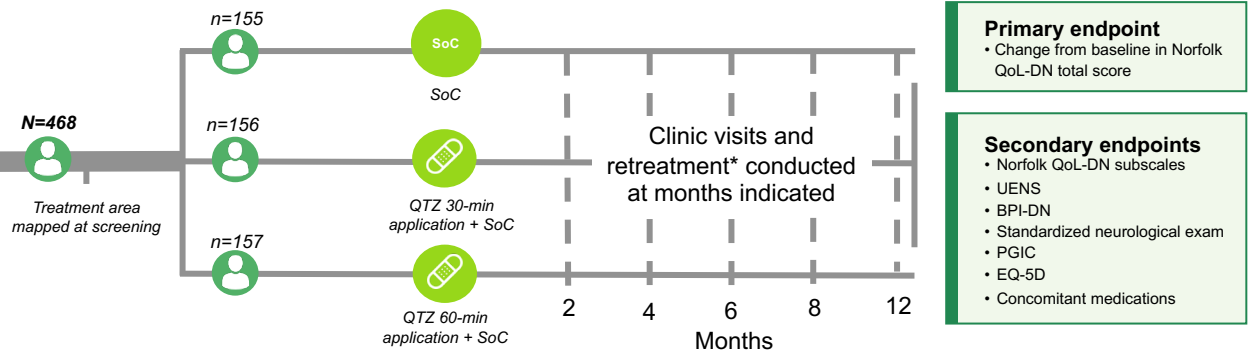 N=468
Treatment area
mapped at screening
n=155
SoC
SoC
n=156
QTZ 30-min
application + SoC
n=157
QTZ 60-min
application + SoC
Clinic visits and
retreatment* conducted
at months indicated
2
4
6
8
12
Months
Primary endpoint
• Change from baseline in Norfolk
QoL-DN total score
Secondary endpoints
• Norfolk QoL-DN subscales
• UENS
• BPI-DN
• Standardized neurological exam
• PGIC
• EQ-5D
• Concomitant medications